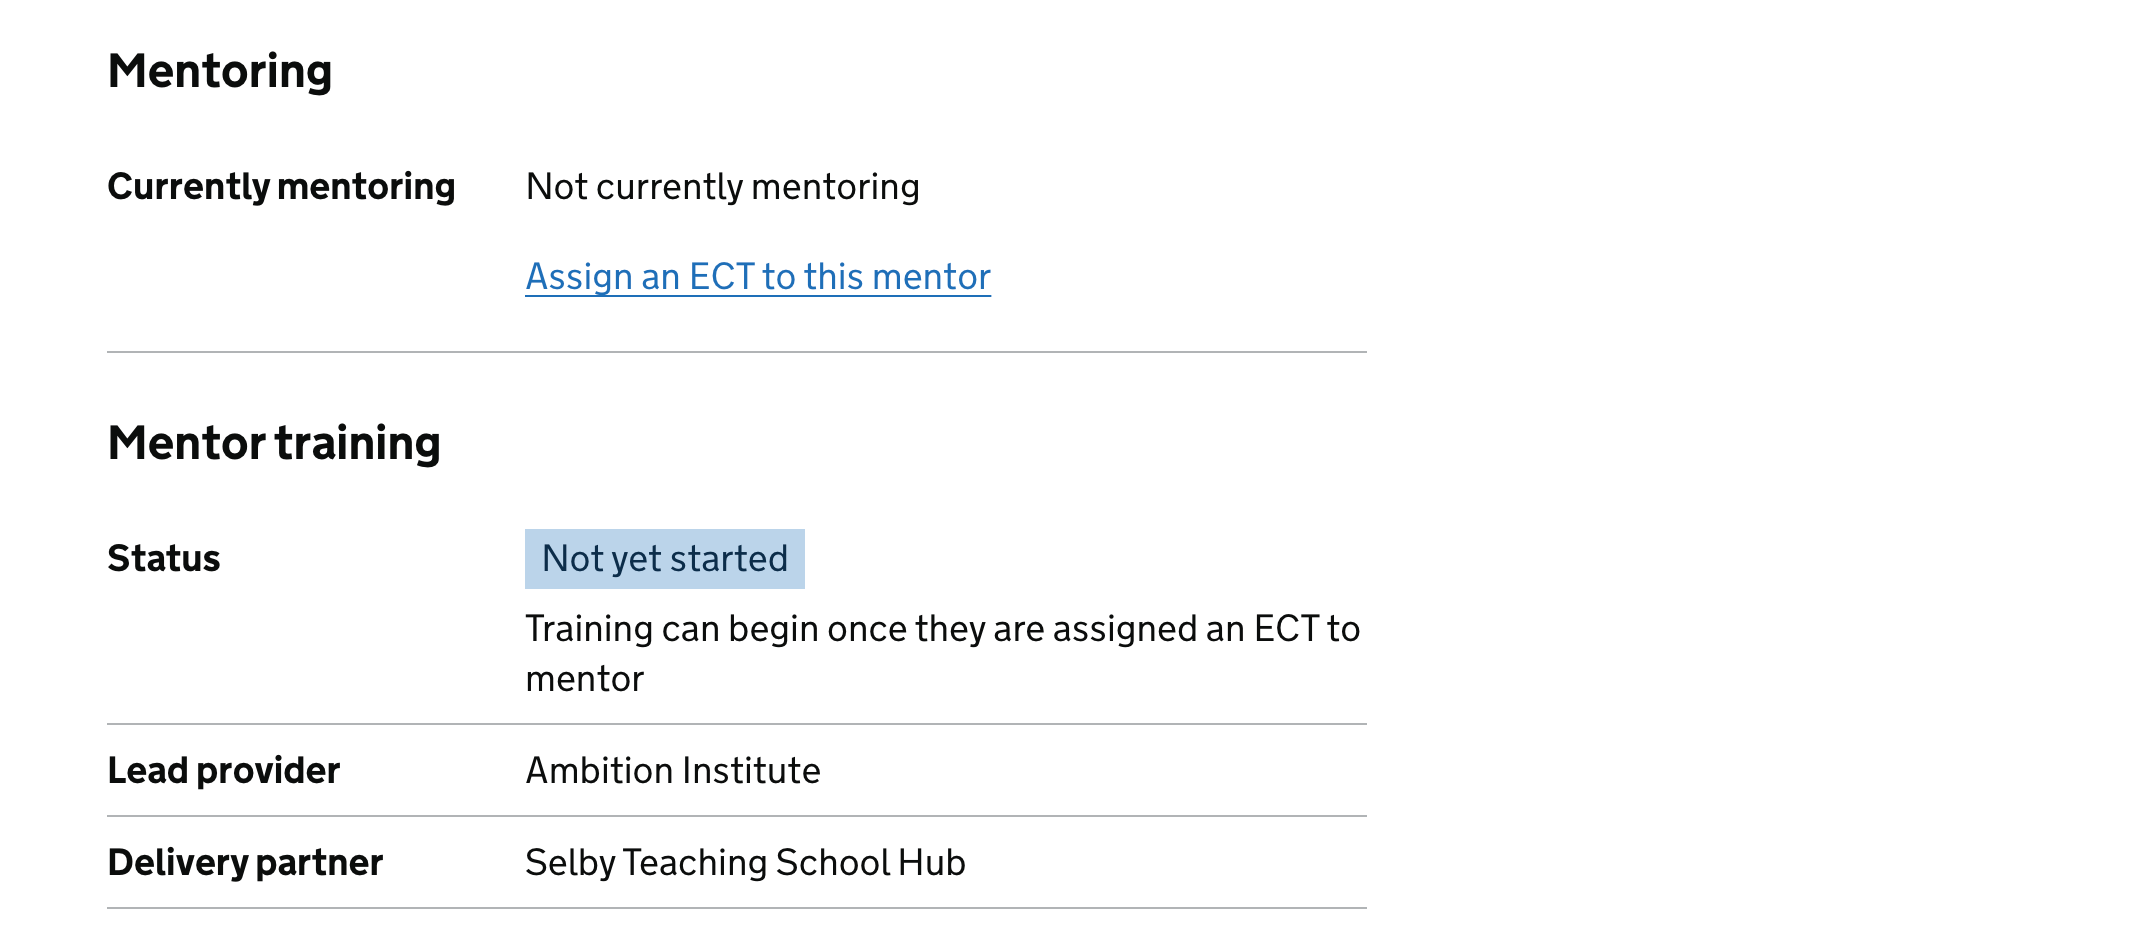 Mentoring
Currently mentoring Not currently mentoring
Assign an ECT to this mentor
Mentor training
Status Not yet started
Training can begin once they are assigned an ECT to
mentor
Lead provider Ambition Institute
Delivery partner Selby Teaching School Hub